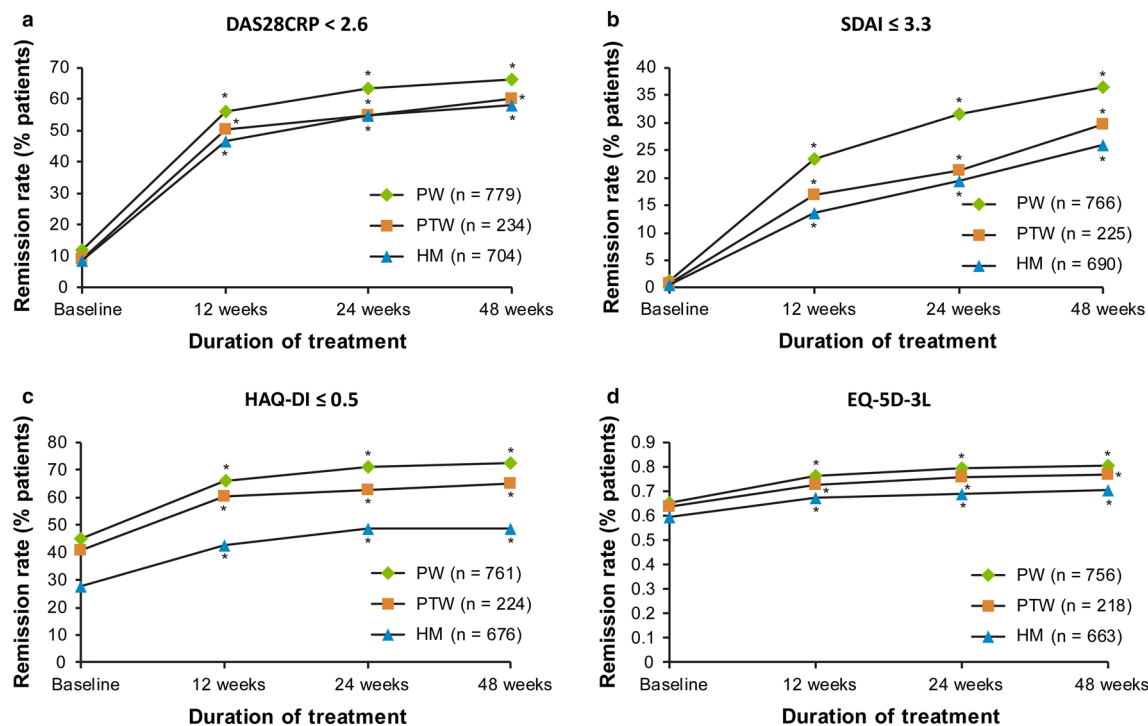 a
DAS28CRP < 2.6
Remission rate (% patients)
70
60
50
40
30
20
10
0
* * *
* * *
* * *
PW (n = 779)
PTW (n = 234)
HM (n = 704)
Baseline 12 weeks 24 weeks 48 weeks
Duration of treatment
b
SDAI ≤ 3.3
Remission rate (% patients)
40
35
30
25
20
15
10
5
0
* * *
* * *
* * *
PW (n = 766)
PTW (n = 225)
HM (n = 690)
Baseline 12 weeks 24 weeks 48 weeks
Duration of treatment
c
HAQ-DI ≤ 0.5
Remission rate (% patients)
80
70
60
50
40
30
20
10
0
* * *
* * *
* * *
PW (n = 761)
PTW (n = 224)
HM (n = 676)
Baseline 12 weeks 24 weeks 48 weeks
Duration of treatment
d
EQ-5D-3L
Remission rate (% patients)
0.9
0.8
0.7
0.6
0.5
0.4
0.3
0.2
0.1
0
* * *
* * *
* * *
PW (n = 756)
PTW (n = 218)
HM (n = 663)
Baseline 12 weeks 24 weeks 48 weeks
Duration of treatment